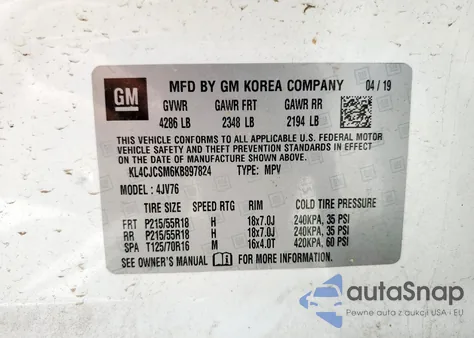 GM
MFD BY GM KOREA COMPANY 04 / 19
GVWR GAWR FRT GAWR RR
4286 LB 2348 LB 2194 LB
THIS VEHICLE CONFORMS TO ALL APPLICABLE U.S. FEDERAL MOTOR
VEHICLE SAFETY, BUMPER, AND THEFT PREVENTION STANDARDS IN EFFECT
ON THE DATE OF MANUFACTURE SHOWN ABOVE.
KL4CJCSM6KB897824 TYPE: MPV
MODEL : 4JV76
TIRE SIZE SPEED RTG RIM COLD TIRE PRESSURE
FRT P215/55R18 H 18x7.0J 240KPA, 35 PSI
RR P215/55R18 H 18x7.0J 240KPA, 35 PSI
SPA T125/70R16 M 16x4.0T 420KPA, 60 PSI
SEE OWNER'S MANUAL FOR MORE INFORMATION.
autoSnap
Pewne auto z aukcji USA i EU